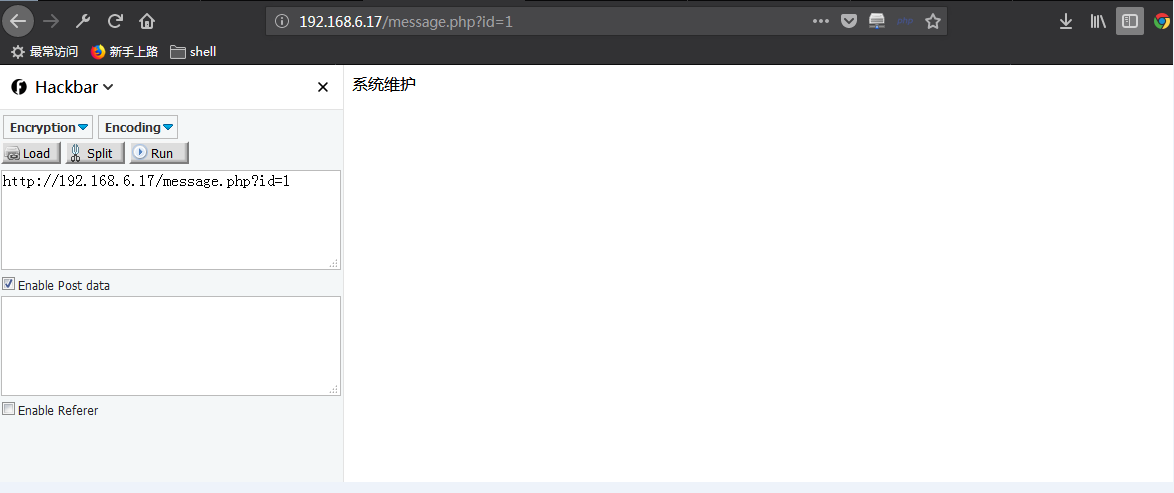 192.168.6.17/message.php?id=1
最常访问 新手上路 shell
Hackbar
系统维护
Encryption Encoding
Load Split Run
http://192.168.6.17/message.php?id=1
Enable Post data
Enable Referer